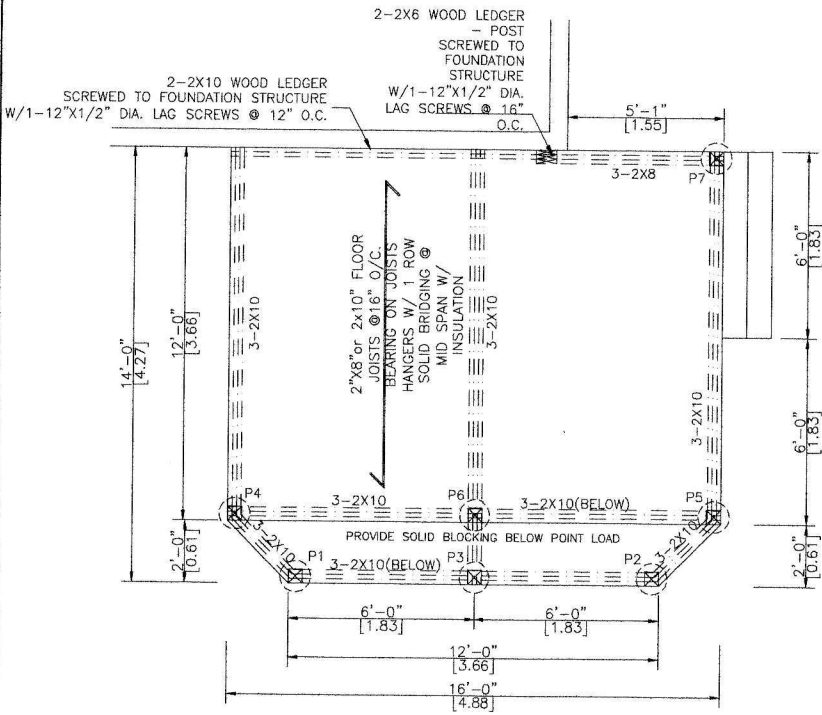 2-2X6 WOOD LEDGER
- POST
SCREWED TO
FOUNDATION
STRUCTURE
W/1-12"X1/2" DIA.
LAG SCREWS @ 16"
O.C.
2-2X10 WOOD LEDGER
SCREWED TO FOUNDATION STRUCTURE
W/1-12"X1/2" DIA. LAG SCREWS @ 12" O.C.
5'-1"
[1.55]
3-2X8
P7
6'-0"
[1.83]
6'-0"
[1.83]
2'-0"
[0.61]
14'-0"
[4.27]
12'-0"
[3.66]
2'-0"
[0.61]
3-2X10
2"X8"or 2x10" FLOOR
JOISTS @16" O/C.
BEARING ON JOISTS
HANGERS W/ 1 ROW
SOLID BRIDGING @
MID SPAN W/
INSULATION
3-2X10
3-2X10
P4
3-2X10
P6
3-2X10(BELOW)
P5
PROVIDE SOLID BLOCKING BELOW POINT LOAD
3-2X10
P1
3-2X10(BELOW)
P3
P2
3-2X10
6'-0"
[1.83]
6'-0"
[1.83]
12'-0"
[3.66]
16'-0"
[4.88]